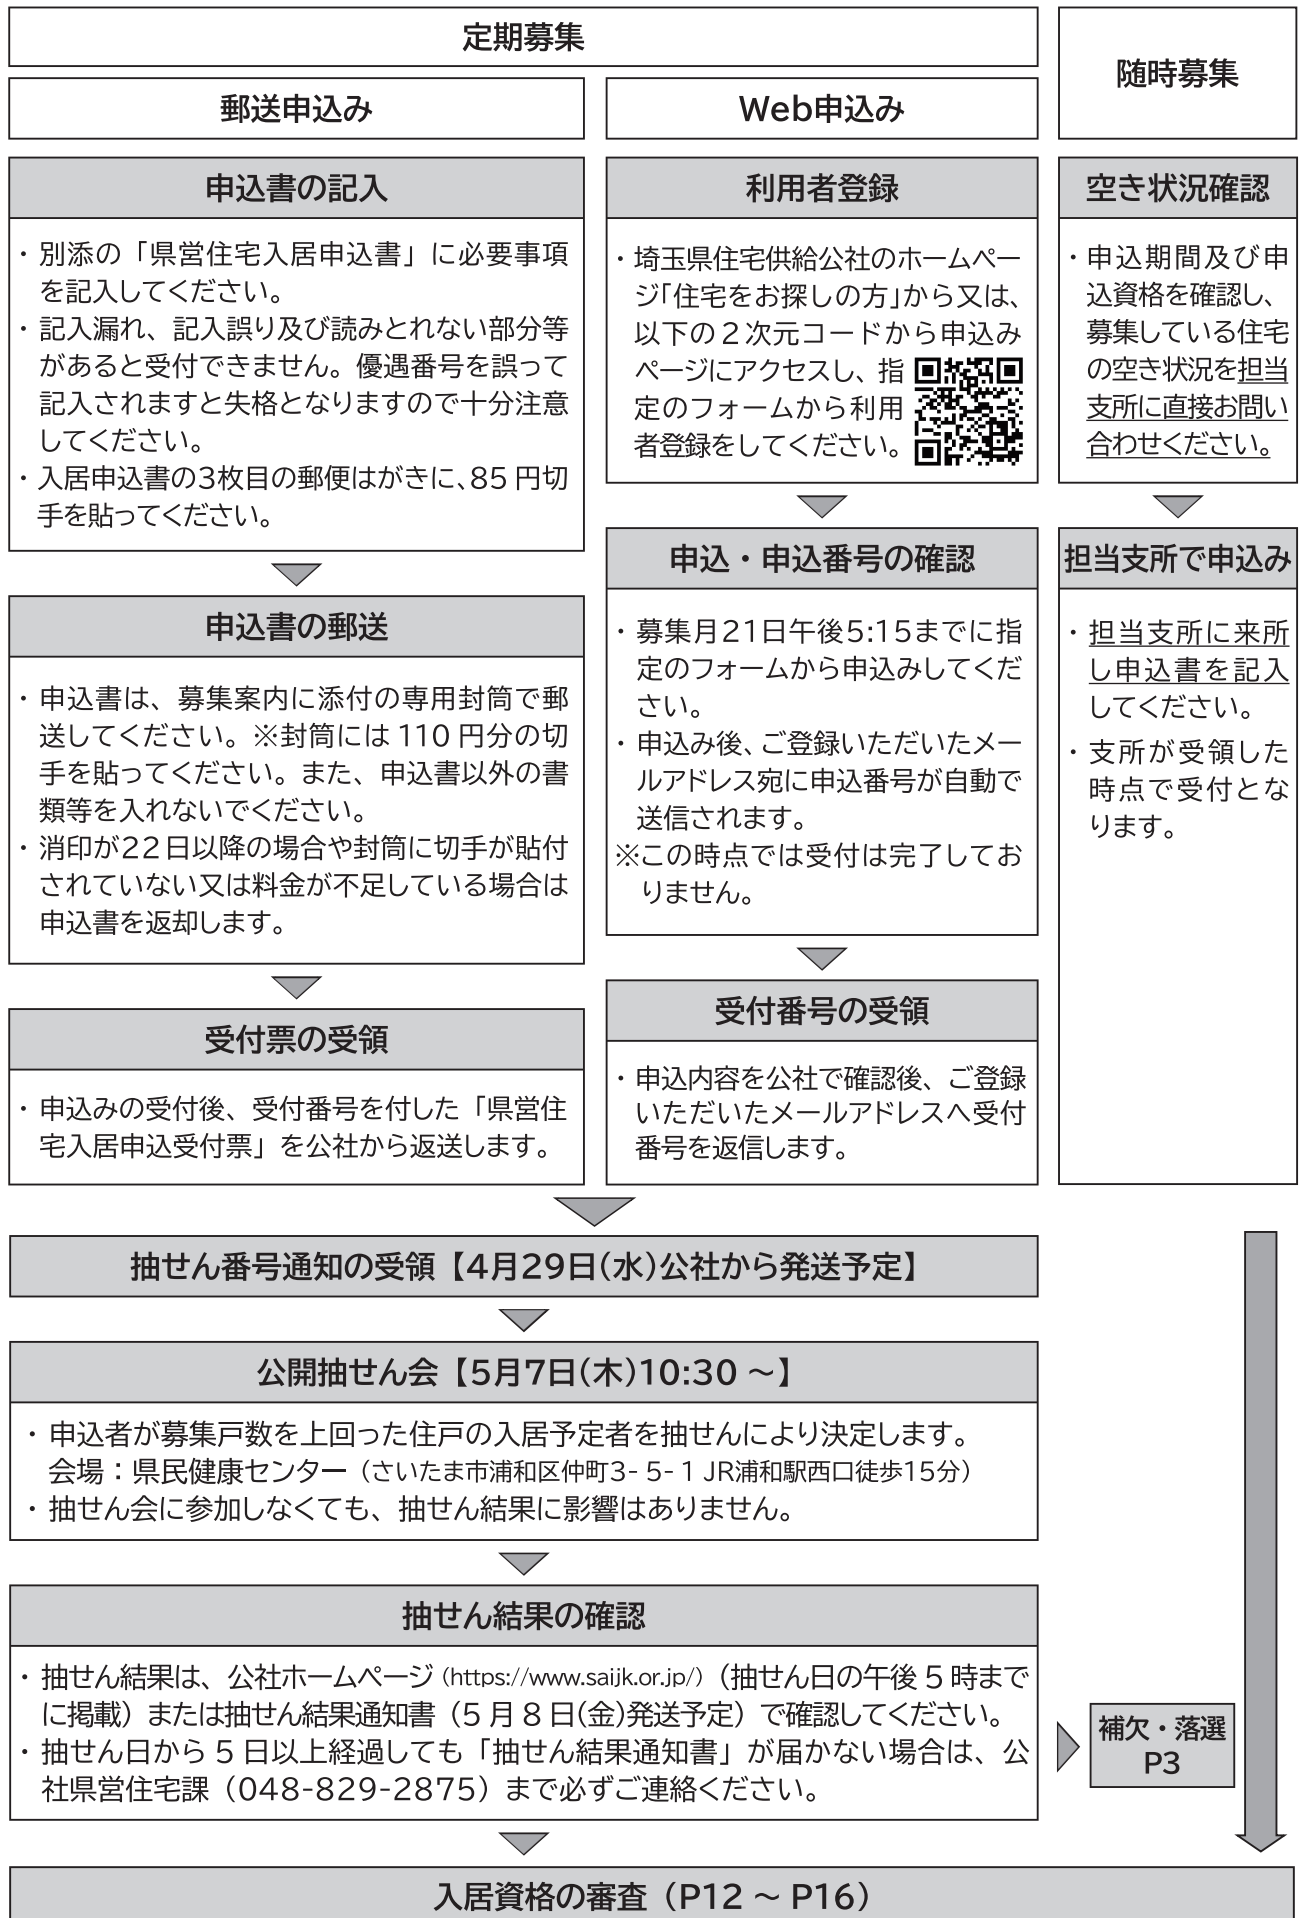 定期募集
随時募集
郵送申込み
Web申込み
申込書の記入
・別添の「県営住宅入居申込書」に必要事項
を記入してください。
・記入漏れ、記入誤り及び読みとれない部分等
があると受付できません。優遇番号を誤って
記入されますと失格となりますので十分注意
してください。
・入居申込書の3枚目の郵便はがきに、85円切
手を貼ってください。
申込書の郵送
・申込書は、募集案内に添付の専用封筒で郵
送してください。※封筒には110円分の切
手を貼ってください。また、申込書以外の書
類等を入れないでください。
・消印が22日以降の場合や封筒に切手が貼付
されていない又は料金が不足している場合は
申込書を返却します。
受付票の受領
・申込みの受付後、受付番号を付した「県営住
宅入居申込受付票」を公社から返送します。
利用者登録
・埼玉県住宅供給公社のホームペー
ジ「住宅をお探しの方」から又は、
以下の2次元コードから申込み
ページにアクセスし、指
定のフォームから利用
者登録をしてください。
申込・申込番号の確認
・募集月21日午後5:15までに指
定のフォームから申込みしてくだ
さい。
・申込み後、ご登録いただいたメー
ルアドレス宛に申込番号が自動で
送信されます。
※この時点では受付は完了してお
りません。
受付番号の受領
・申込内容を公社で確認後、ご登録
いただいたメールアドレスへ受付
番号を返信します。
空き状況確認
・申込期間及び申
込資格を確認し、
募集している住宅
の空き状況を担当
支所に直接お問い
合わせください。
担当支所で申込み
・担当支所に来所
し申込書を記入
してください。
・支所が受領した
時点で受付とな
ります。
抽せん番号通知の受領【4月29日(水)公社から発送予定】
公開抽せん会【5月7日(木)10:30 ～】
・申込者が募集戸数を上回った住戸の入居予定者を抽せんにより決定します。
会場：県民健康センター（さいたま市浦和区仲町3-5-1 JR浦和駅西口徒歩15分）
・抽せん会に参加しなくても、抽せん結果に影響はありません。
抽せん結果の確認
・抽せん結果は、公社ホームページ（https://www.saijk.or.jp/）（抽せん日の午後5時まで
に掲載）または抽せん結果通知書（5月8日(金)発送予定）で確認してください。
・抽せん日から5日以上経過しても「抽せん結果通知書」が届かない場合は、公
社県営住宅課（048-829-2875）まで必ずご連絡ください。
補欠・落選
P3
入居資格の審査（P12 ～ P16）